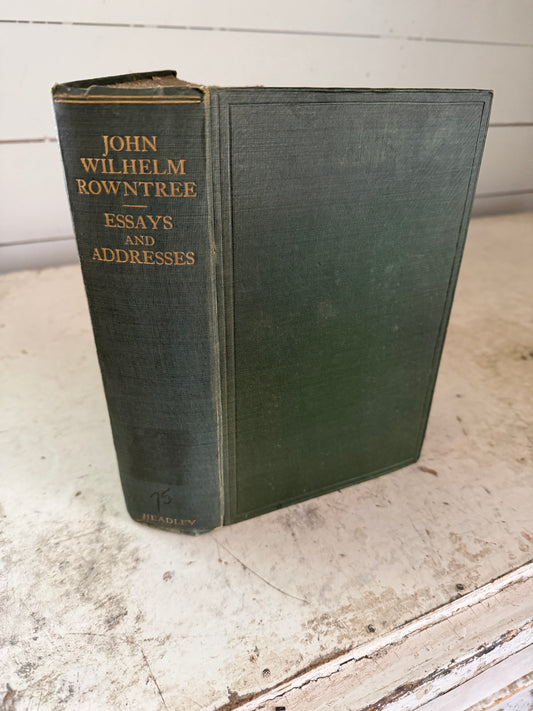 JOHN
WILHELM
ROWNTREE
ESSAYS
AND
ADDRESSES
75
HEADLEY